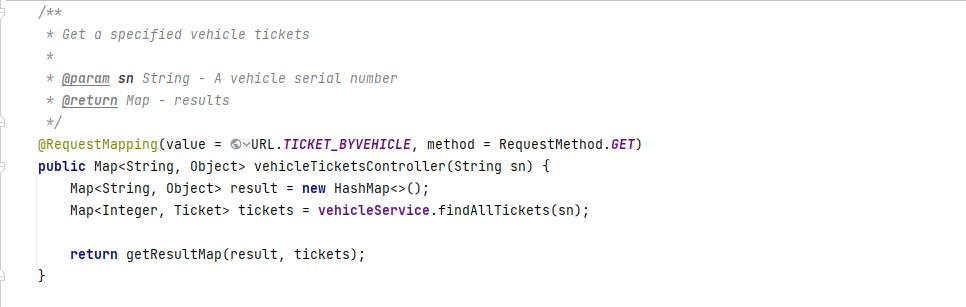 /**
 * Get a specified vehicle tickets
 *
 * @param sn String - A vehicle serial number
 * @return Map - results
 */
@RequestMapping(value = URL.TICKET_BYVEHICLE, method = RequestMethod.GET)
public Map<String, Object> vehicleTicketsController(String sn) {
    Map<String, Object> result = new HashMap<>();
    Map<Integer, Ticket> tickets = vehicleService.findAllTickets(sn);

    return getResultMap(result, tickets);
}